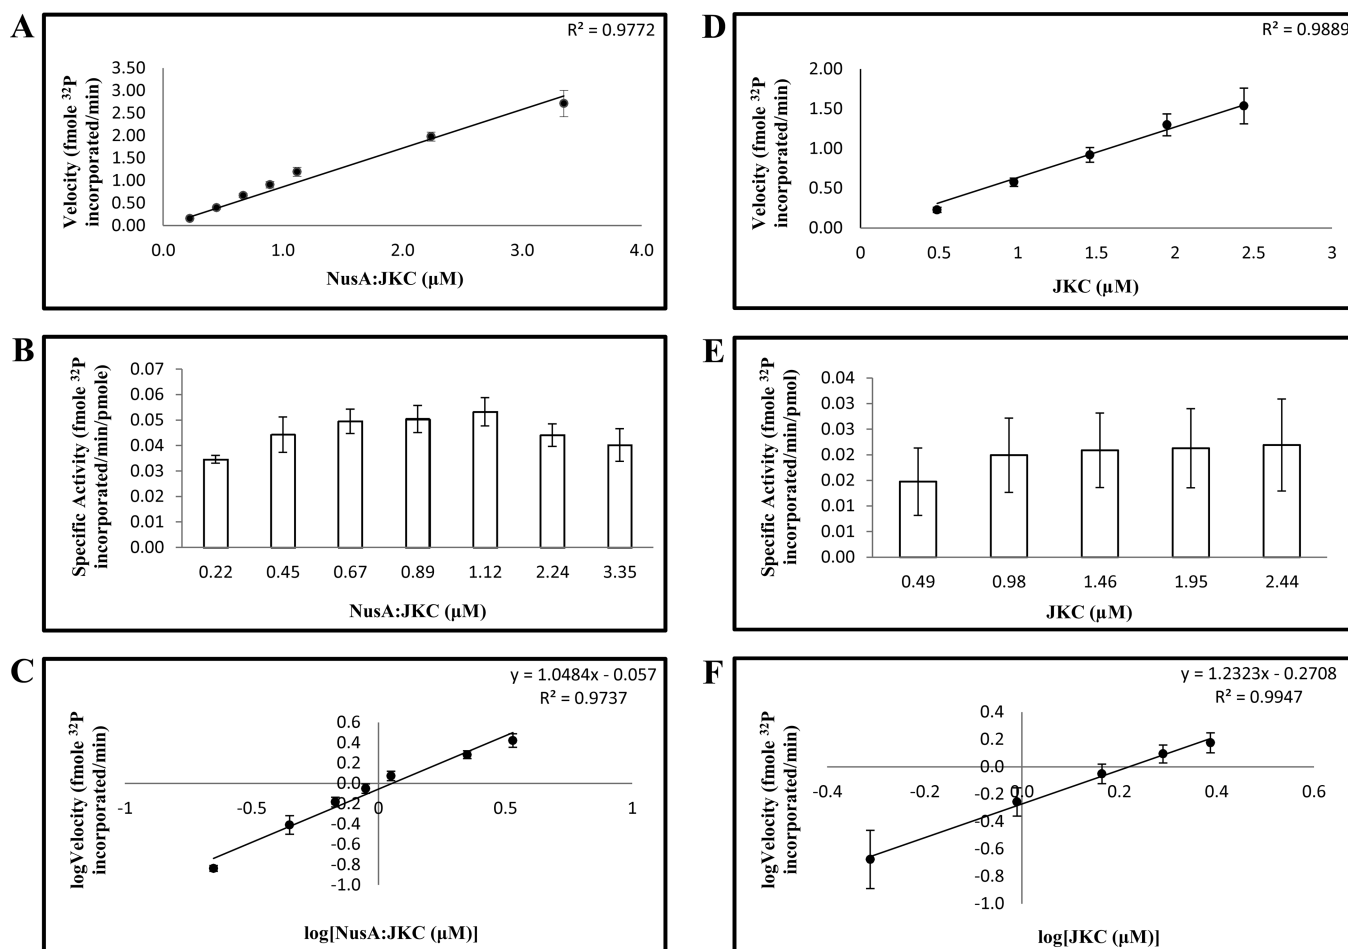 A
R² = 0.9772
Velocity (fmole ³²P
incorporated/min)
3.50
3.00
2.50
2.00
1.50
1.00
0.50
0.00
0.0 1.0 2.0 3.0 4.0
NusA:JKC (µM)
D
R² = 0.9889
Velocity (fmole ³²P
incorporated/min)
2.00
1.50
1.00
0.50
0.00
0 0.5 1 1.5 2 2.5 3
JKC (µM)
B
Specific Activity (fmole ³²P
incorporated/min/pmole)
0.07
0.06
0.05
0.04
0.03
0.02
0.01
0.00
0.22 0.45 0.67 0.89 1.12 2.24 3.35
NusA:JKC (µM)
E
Specific Activity (fmole ³²P
incorporated/min/pmol)
0.04
0.03
0.03
0.02
0.02
0.01
0.01
0.00
0.49 0.98 1.46 1.95 2.44
JKC (µM)
C
y = 1.0484x - 0.057
R² = 0.9737
logVelocity (fmole ³²P
incorporated/min)
0.6
0.4
0.2
0.0
-0.2
-0.4
-0.6
-0.8
-1.0
-1 -0.5 0 0.5 1
log[NusA:JKC (µM)]
F
y = 1.2323x - 0.2708
R² = 0.9947
logVelocity (fmole ³²P
incorporated/min)
0.4
0.2
0.0
-0.2
-0.4
-0.6
-0.8
-1.0
-0.4 -0.2 0.0 0.2 0.4 0.6
log[JKC (µM)]